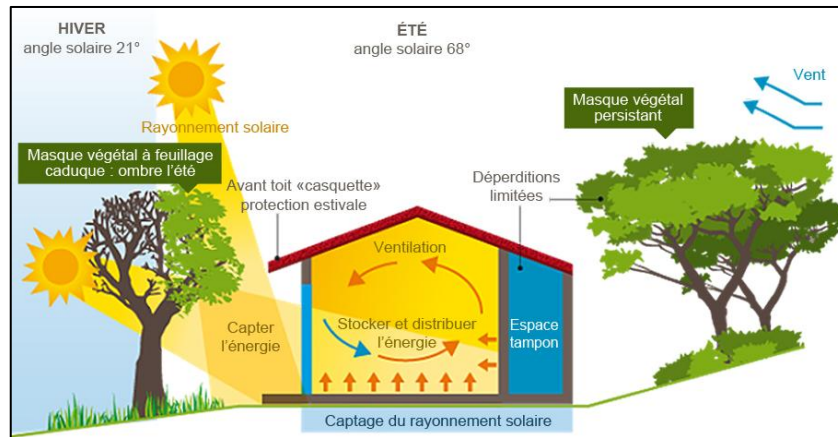 HIVER
angle solaire 21°
ÉTÉ
angle solaire 68°
Vent
Masque végétal
persistant
Rayonnement solaire
Masque végétal à feuillage
caduque : ombre l'été
Avant toit «casquette»
protection estivale
Déperditions
limitées
Ventilation
Capter
l'énergie
Stocker et distribuer
l'énergie
Espace
tampon
Captage du rayonnement solaire